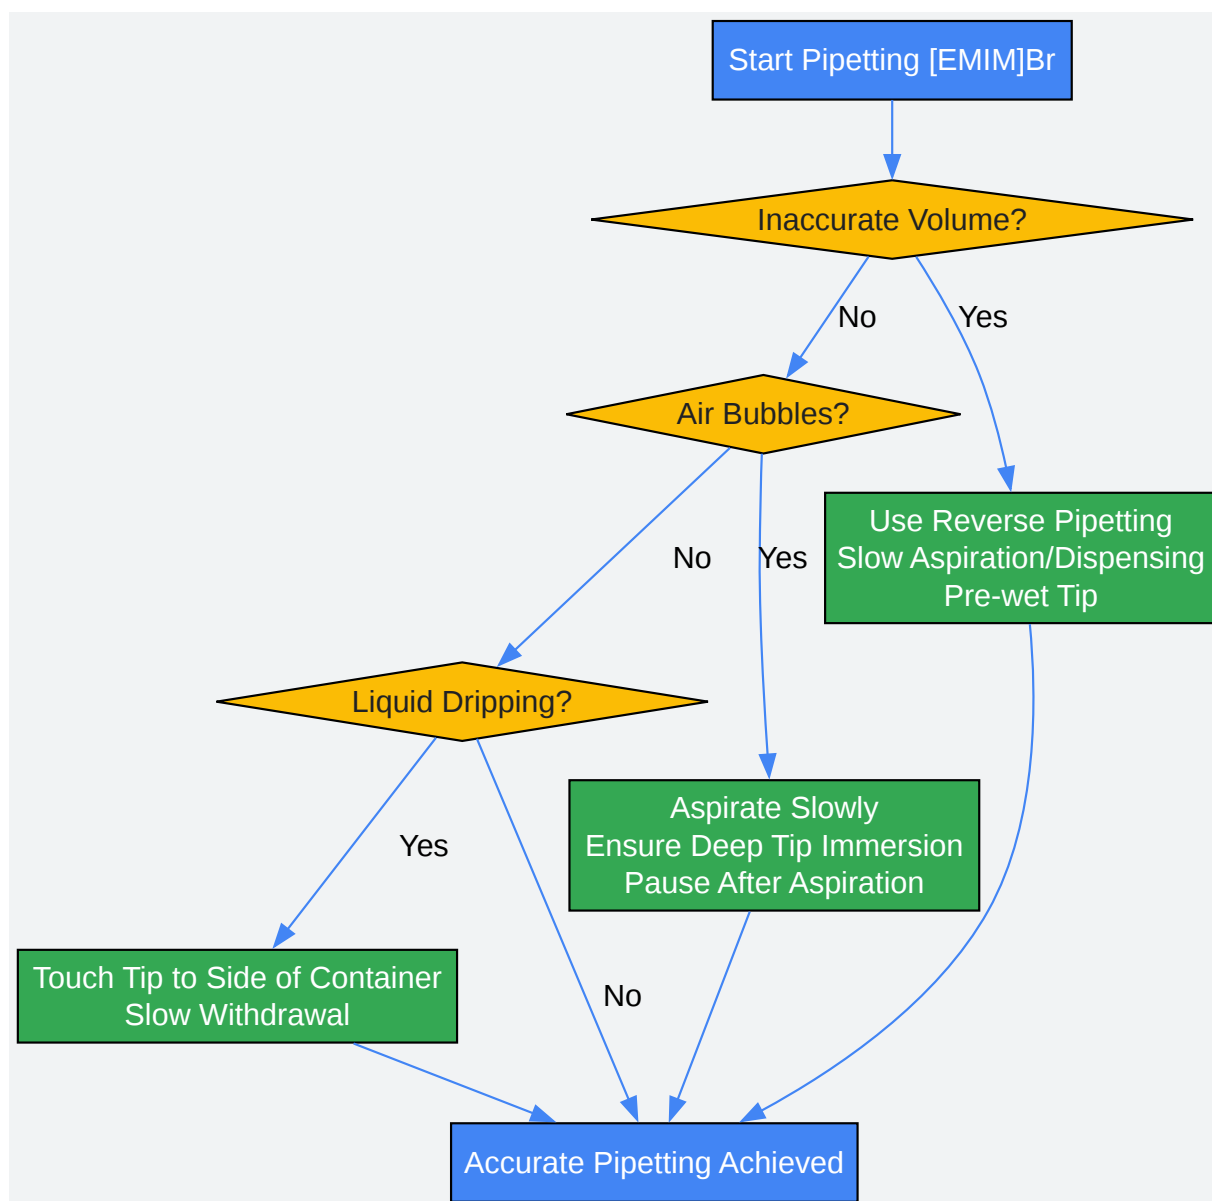 Start Pipetting [EMIM]Br
Inaccurate Volume?
No
Yes
Air Bubbles?
Use Reverse Pipetting
Slow Aspiration/Dispensing
Pre-wet Tip
No
Yes
Liquid Dripping?
Aspirate Slowly
Ensure Deep Tip Immersion
Pause After Aspiration
Yes
Touch Tip to Side of Container
Slow Withdrawal
No
Accurate Pipetting Achieved